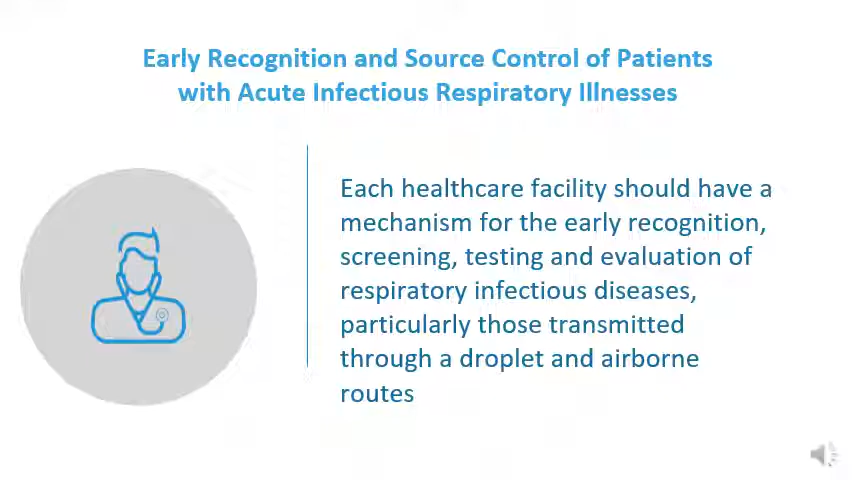 Early Recognition and Source Control of Patients
with Acute Infectious Respiratory Illnesses
Each healthcare facility should have a
mechanism for the early recognition,
screening, testing and evaluation of
respiratory infectious diseases,
particularly those transmitted
through a droplet and airborne
routes